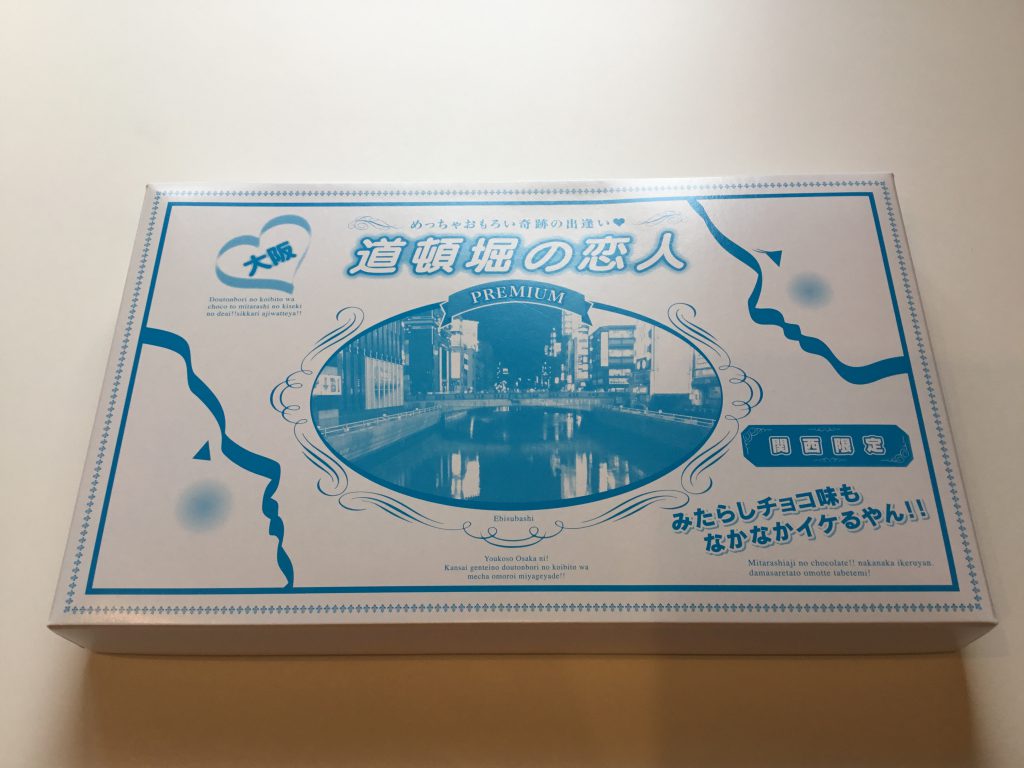 めっちゃおもろい奇跡の出逢い♥
道頓堀の恋人
PREMIUM
大阪
Doutonbori no koibito wa
choco to mitarashi no kiseki
no deai!!sikkari ajiwatteya!!
Ebisubashi
Youkoso Osaka ni!
Kansai genteino doutonbori no koibito wa
mecha omoroi miyageyade!!
関西限定
みたらしチョコ味も
なかなかイケるやん!!
Mitarashiaji no chocolate!! nakanaka ikeruyan
damasaretato omotte tabetemi!